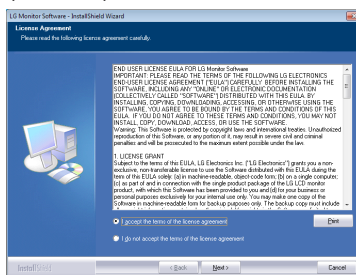 LG Monitor Software - InstallShield Wizard
License Agreement
Please read the following license agreement carefully.
END USER LICENSE EULA FOR LG Monitor Software
IMPORTANT: PLEASE READ THE TERMS OF THE FOLLOWING LG ELECTRONICS
END-USER LICENSE AGREEMENT ("EULA") CAREFULLY BEFORE INSTALLING THE
SOFTWARE, INCLUDING ANY "ONLINE" OR ELECTRONIC DOCUMENTATION
(COLLECTIVELY CALLED "SOFTWARE") DISTRIBUTED WITH THIS EULA. BY
INSTALLING, COPYING, DOWNLOADING, ACCESSING, OR OTHERWISE USING THE
SOFTWARE, YOU AGREE TO BE BOUND BY THE TERMS AND CONDITIONS OF THIS
EULA. IF YOU DO NOT AGREE TO THESE TERMS AND CONDITIONS, YOU MAY NOT
INSTALL, COPY, DOWNLOAD, ACCESS, OR USE THE SOFTWARE.
Warning: This Software is protected by copyright laws and international treaties. Unauthorized
reproduction of this Software, or any portion of it, may result in severe civil and criminal
penalties and will be prosecuted to the maximum extent possible under the law.
1. LICENSE GRANT
Subject to the terms of this EULA, LG Electronics Inc. ("LG Electronics") grants you a non-
exclusive, non-transferable license to use the Software distributed with this EULA during the
term of this EULA solely: (a) in machine-readable, object-code form; (b) on a single computer;
(c) as part of and in connection with the single product package of the LG LCD monitor
product, with which this Software has been provided to you and (d) for your business or
personal purposes exclusively for your internal use only. You may make one copy of the
Software in machine-readable form for backup purposes only. The backup copy must include
I accept the terms of the license agreement
Print
I do not accept the terms of the license agreement
InstallShield
< Back
Next >
Cancel